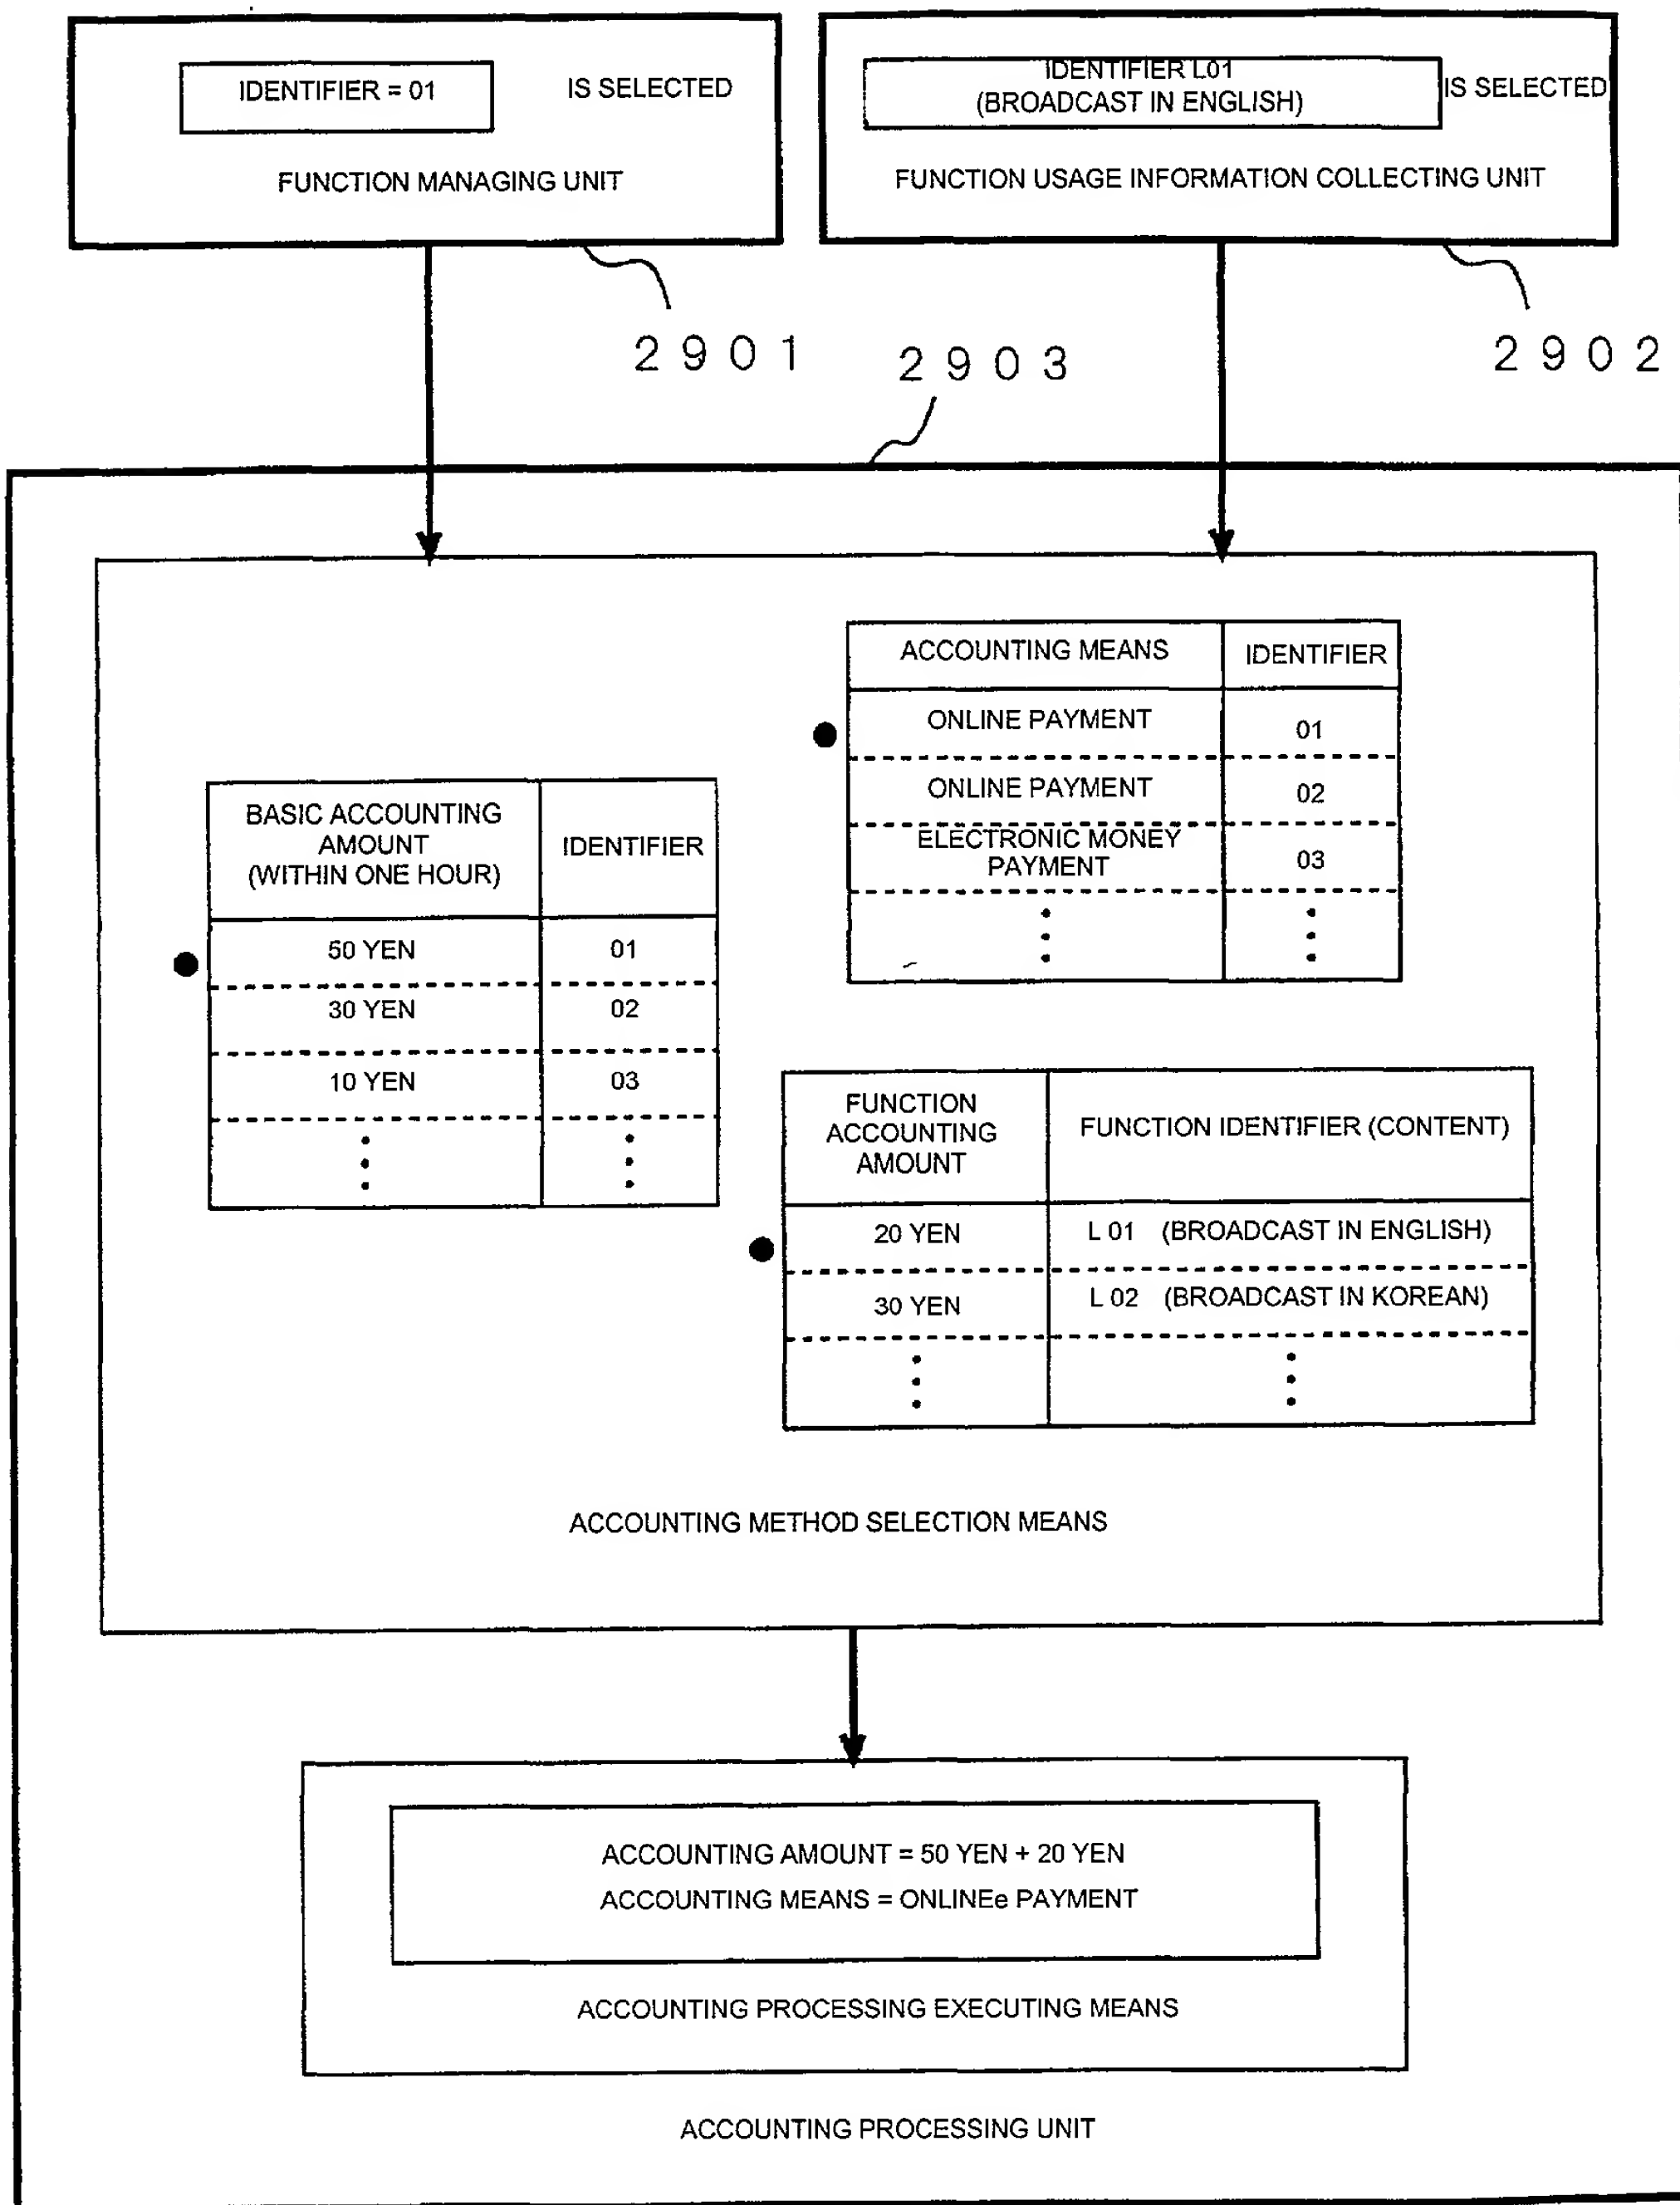 IDENTIFIER = 01
IS SELECTED
FUNCTION MANAGING UNIT
IDENTIFIER L01
(BROADCAST IN ENGLISH)
IS SELECTED
FUNCTION USAGE INFORMATION COLLECTING UNIT
2901
2903
2902
ACCOUNTING MEANS
IDENTIFIER
ONLINE PAYMENT
01
ONLINE PAYMENT
02
ELECTRONIC MONEY
PAYMENT
03
BASIC ACCOUNTING
AMOUNT
(WITHIN ONE HOUR)
IDENTIFIER
50 YEN
01
30 YEN
02
10 YEN
03
FUNCTION
ACCOUNTING
AMOUNT
FUNCTION IDENTIFIER (CONTENT)
20 YEN
L 01 (BROADCAST IN ENGLISH)
30 YEN
L 02 (BROADCAST IN KOREAN)
ACCOUNTING METHOD SELECTION MEANS
ACCOUNTING AMOUNT = 50 YEN + 20 YEN
ACCOUNTING MEANS = ONLINEe PAYMENT
ACCOUNTING PROCESSING EXECUTING MEANS
ACCOUNTING PROCESSING UNIT